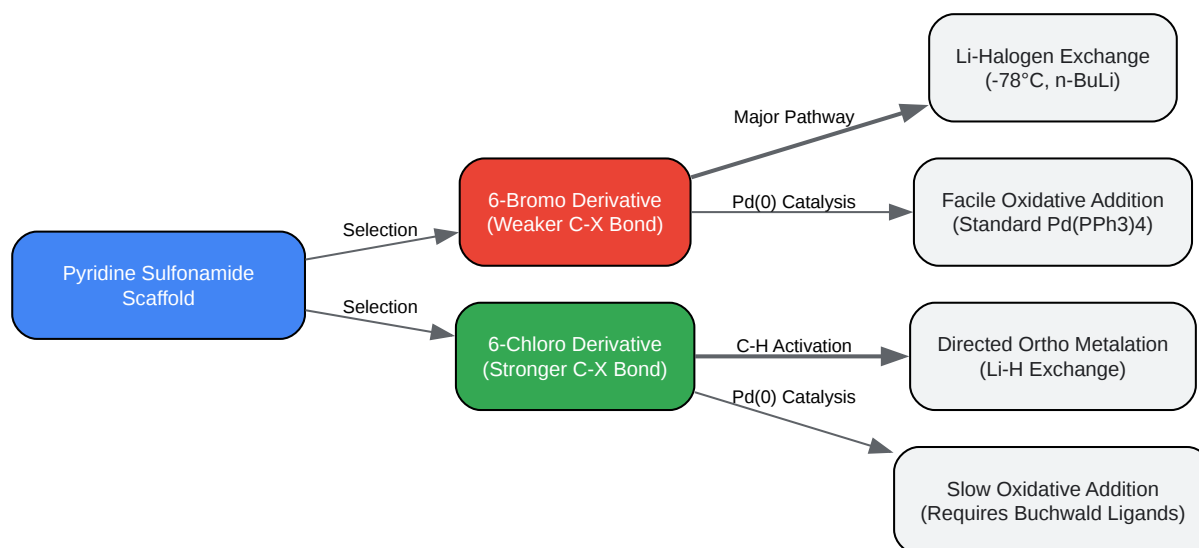 Li-Halogen Exchange
(-78°C, n-BuLi)
Major Pathway
6-Bromo Derivative
(Weaker C-X Bond)
Pd(0) Catalysis
Facile Oxidative Addition
(Standard Pd(PPh3)4)
Selection
Pyridine Sulfonamide
Scaffold
Selection
6-Chloro Derivative
(Stronger C-X Bond)
C-H Activation
Directed Ortho Metalation
(Li-H Exchange)
Pd(0) Catalysis
Slow Oxidative Addition
(Requires Buchwald Ligands)